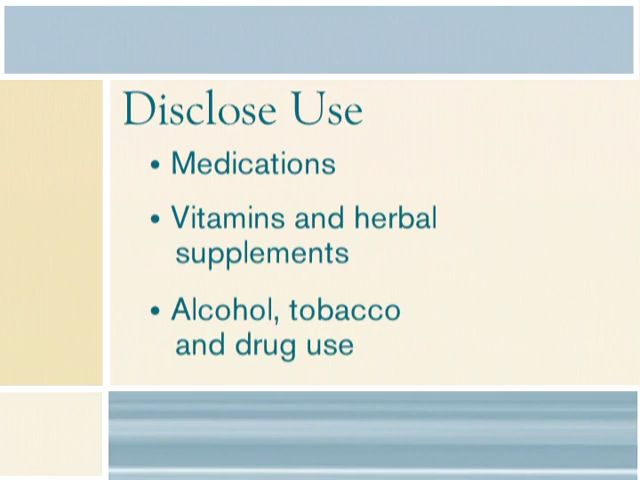 Disclose Use
• Medications
• Vitamins and herbal
supplements
• Alcohol, tobacco
and drug use